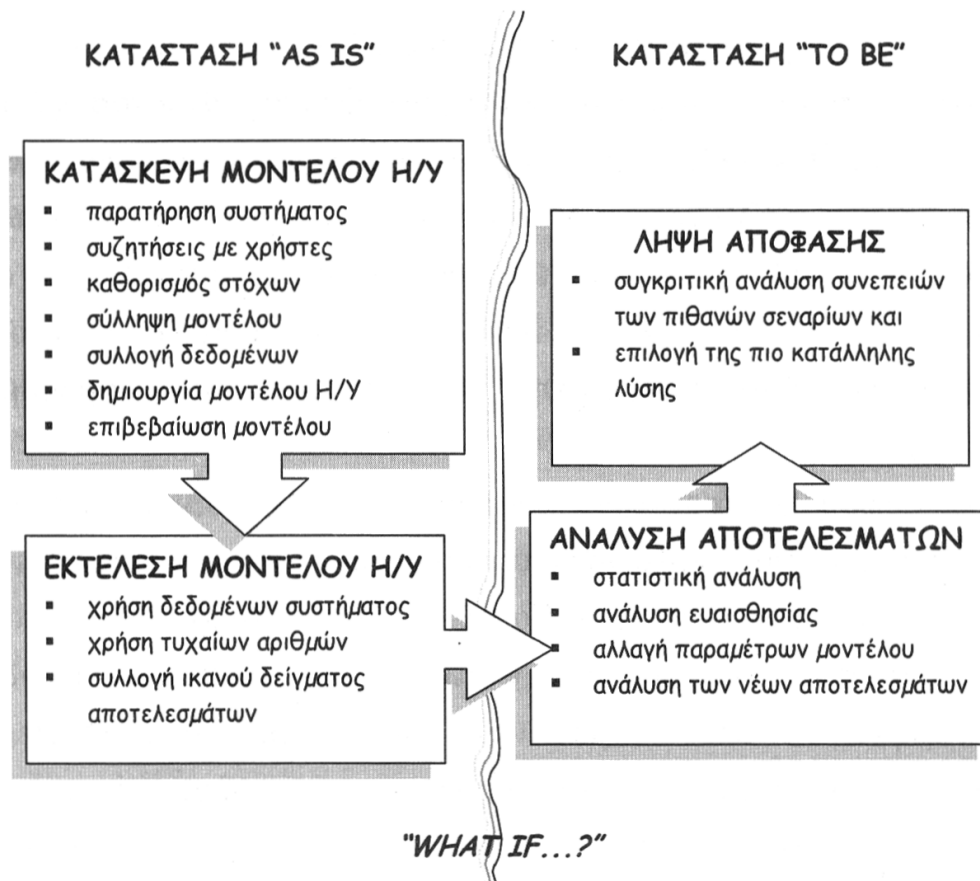 ΚΑΤΑΣΤΑΣΗ “AS IS”
ΚΑΤΑΣΚΕΥΗ ΜΟΝΤΕΛΟΥ Η/Υ
▪ παρατήρηση συστήματος
▪ συζητήσεις με χρήστες
▪ καθορισμός στόχων
▪ σύλληψη μοντέλου
▪ συλλογή δεδομένων
▪ δημιουργία μοντέλου Η/Υ
▪ επιβεβαίωση μοντέλου
ΕΚΤΕΛΕΣΗ ΜΟΝΤΕΛΟΥ Η/Υ
▪ χρήση δεδομένων συστήματος
▪ χρήση τυχαίων αριθμών
▪ συλλογή ικανού δείγματος
αποτελεσμάτων
ΚΑΤΑΣΤΑΣΗ “TO BE”
ΛΗΨΗ ΑΠΟΦΑΣΗΣ
▪ συγκριτική ανάλυση συνεπειών
των πιθανών σεναρίων και
▪ επιλογή της πιο κατάλληλης
λύσης
ΑΝΑΛΥΣΗ ΑΠΟΤΕΛΕΣΜΑΤΩΝ
▪ στατιστική ανάλυση
▪ ανάλυση ευαισθησίας
▪ αλλαγή παραμέτρων μοντέλου
▪ ανάλυση των νέων αποτελεσμάτων
“WHAT IF...?”